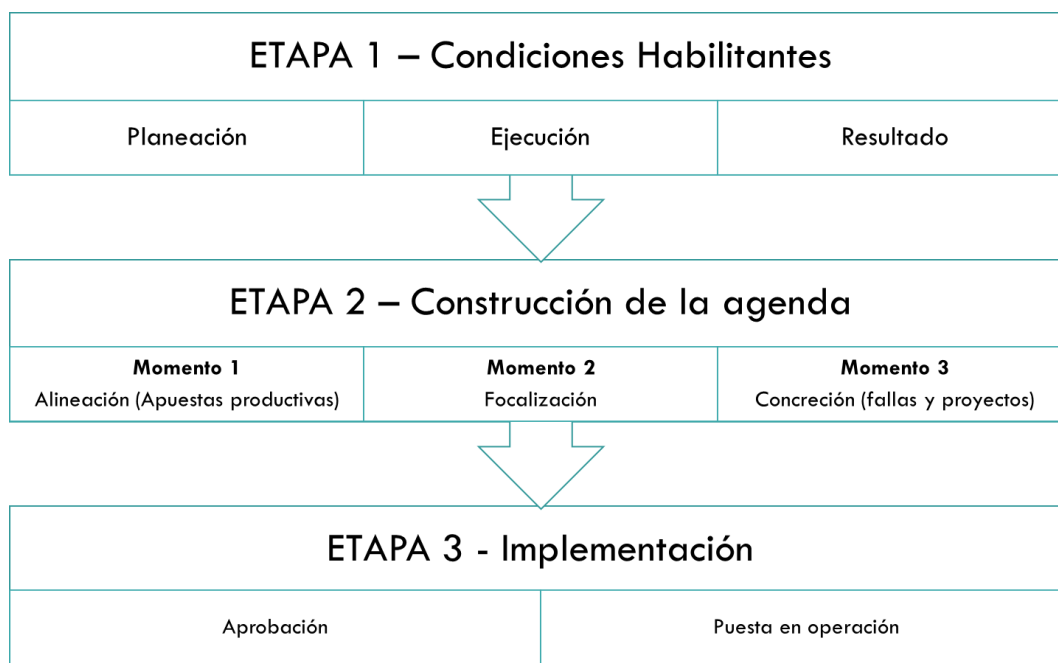 ETAPA 1 – Condiciones Habilitantes
Planeación
Ejecución
Resultado
ETAPA 2 – Construcción de la agenda
Momento 1
Alineación (Apuestas productivas)
Momento 2
Focalización
Momento 3
Concreción (fallas y proyectos)
ETAPA 3 - Implementación
Aprobación
Puesta en operación